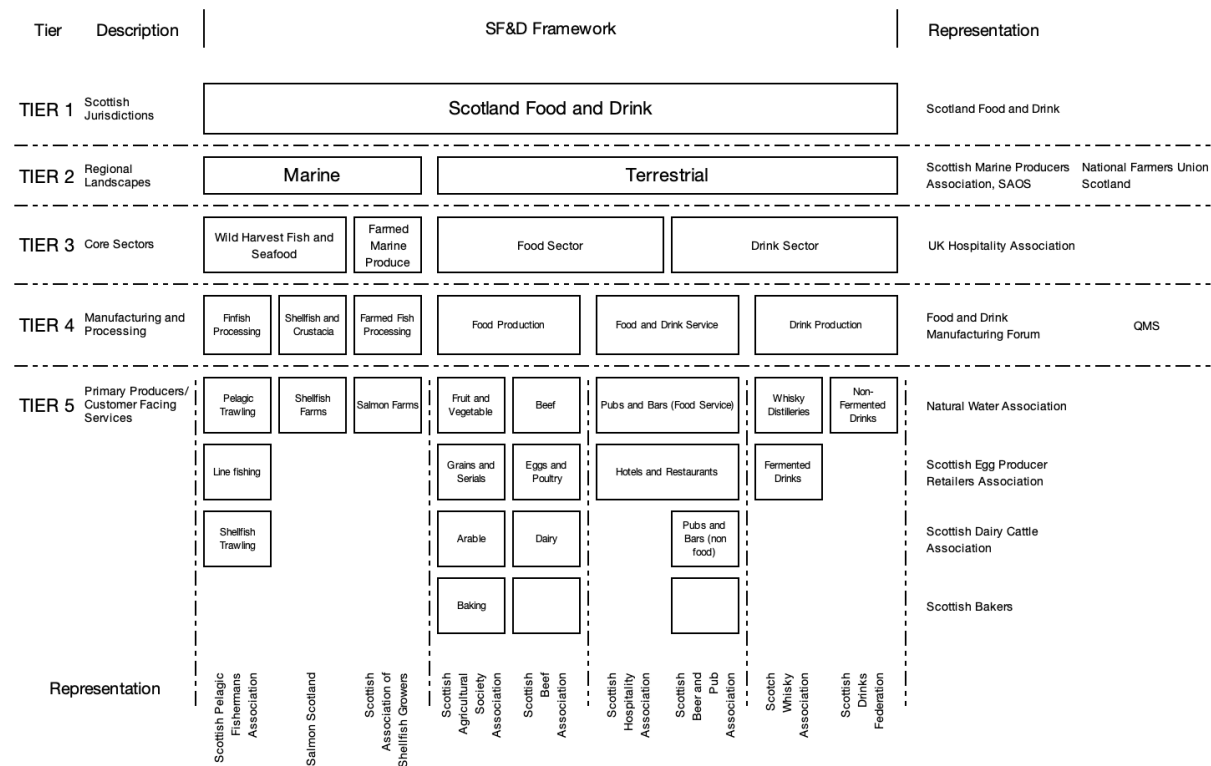 Tier
Description
SF&D Framework
Representation
TIER 1
Scottish
Jurisdictions
Scotland Food and Drink
Scotland Food and Drink
TIER 2
Regional
Landscapes
Marine
Terrestrial
Scottish Marine Producers
Association, SAOS
National Farmers Union
Scotland
TIER 3
Core Sectors
Wild Harvest Fish and
Seafood
Farmed
Marine
Produce
Food Sector
Drink Sector
UK Hospitality Association
TIER 4
Manufacturing and
Processing
Finfish
Processing
Shellfish and
Crustacia
Farmed Fish
Processing
Food Production
Food and Drink Service
Drink Production
Food and Drink
Manufacturing Forum
QMS
TIER 5
Primary Producers/
Customer Facing
Services
Pelagic
Trawling
Shellfish
Farms
Salmon Farms
Fruit and
Vegetable
Beef
Pubs and Bars (Food Service)
Whisky
Distilleries
Non-
Fermented
Drinks
Natural Water Association
Line fishing
Grains and
Serials
Eggs and
Poultry
Hotels and Restaurants
Fermented
Drinks
Scottish Egg Producer
Retailers Association
Shellfish
Trawling
Arable
Dairy
Pubs and
Bars (non
food)
Scottish Dairy Cattle
Association
Baking
Scottish Bakers
Representation
Scottish Pelagic
Fishermans
Association
Salmon Scotland
Scottish
Association of
Shellfish Growers
Scottish
Agricultural
Society
Association
Scottish
Beef
Association
Scottish
Hospitality
Association
Scottish
Beer and
Pub
Association
Scotch
Whisky
Association
Scottish
Drinks
Federation